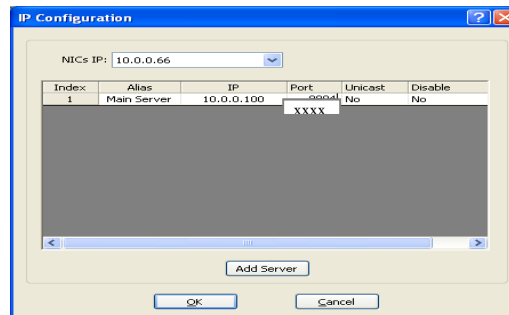 IP Configuration
NICs IP: 10.0.0.66
Index Alias IP Port Unicast Disable
1 Main Server 10.0.0.100 No No
xxxx
Add Server
OK Cancel